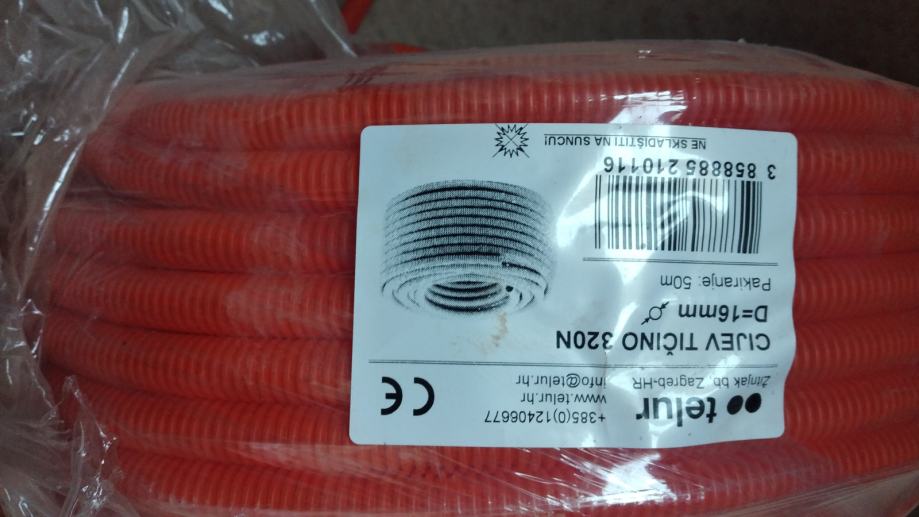 telur
Žitnjak bb, Zagreb-HR
+385(0)12406677
www.telur.hr
info@telur.hr
CE
CIJEV TIČINO 320N
D=16mm
Pakiranje: 50m
3 858885 210116
NE SKLADIŠTITI NA SUNCU!